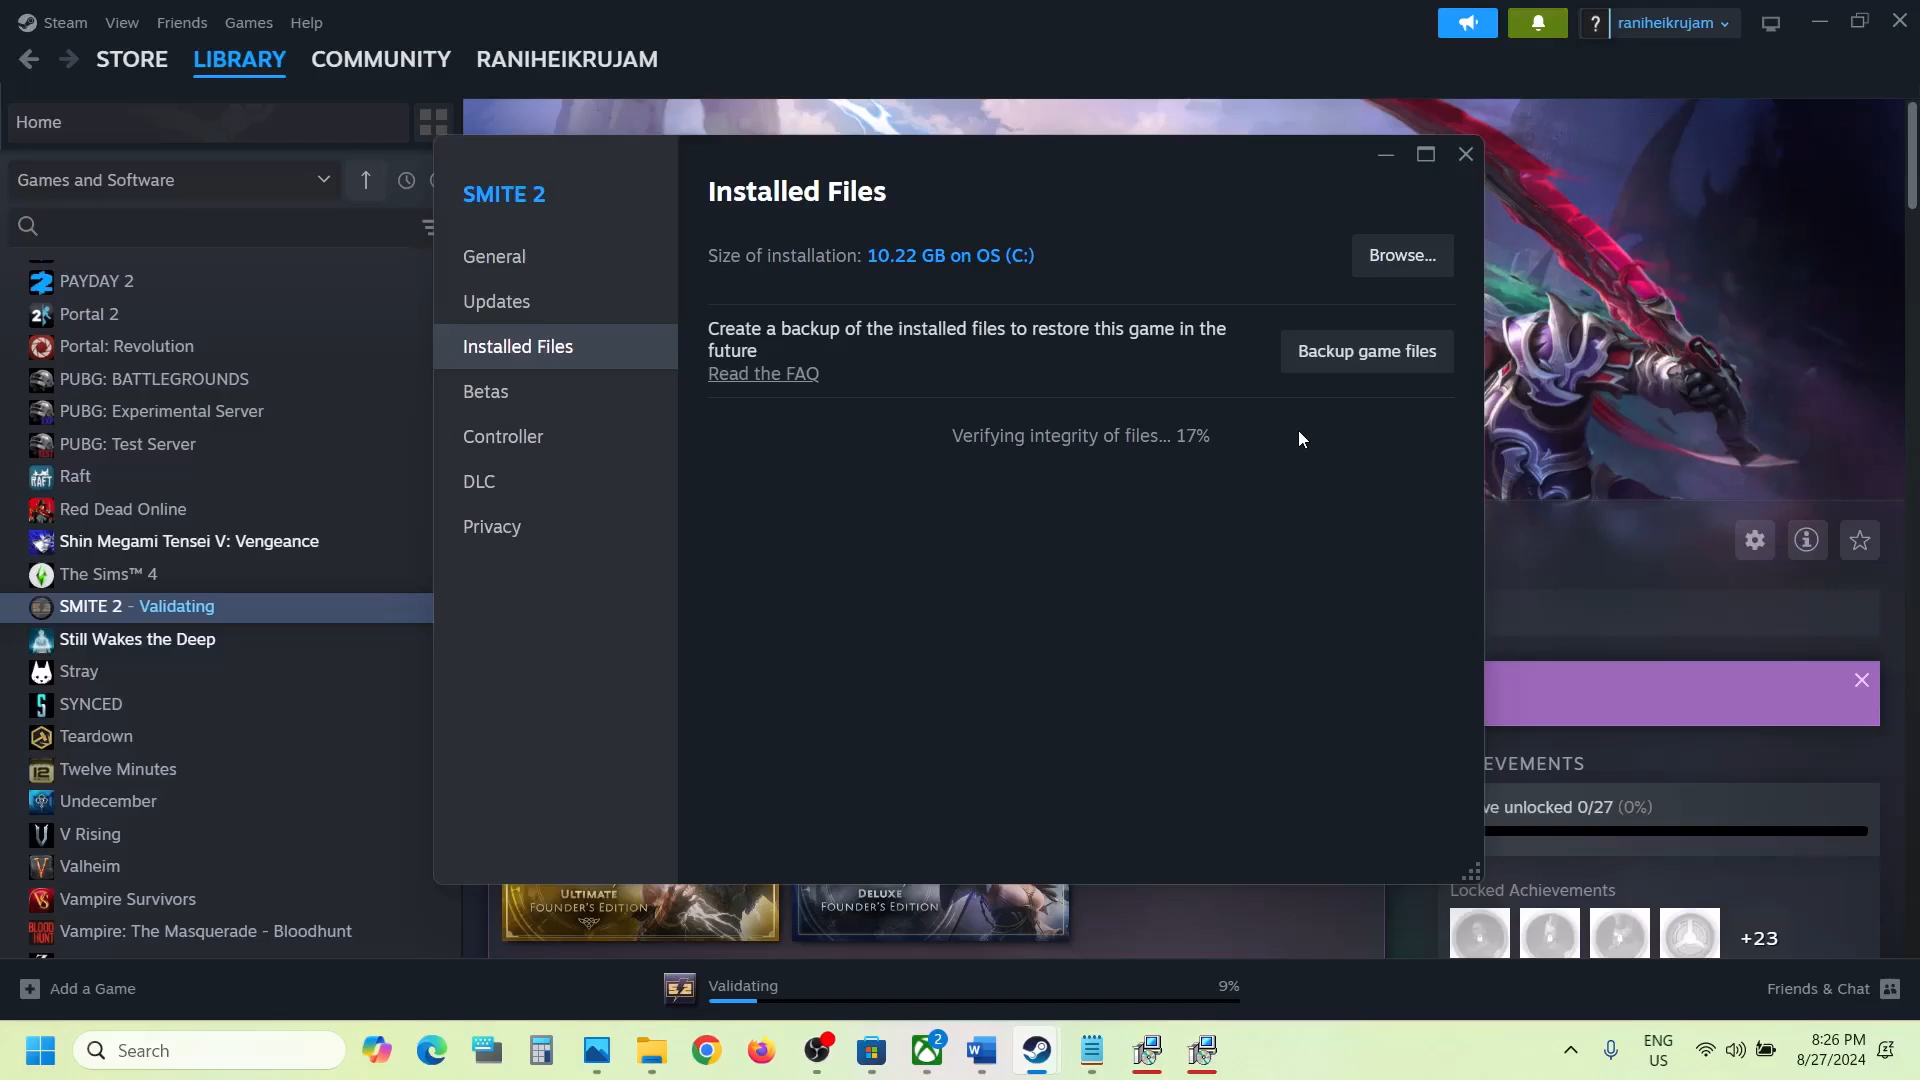 Steam
View
Friends
Games
Help
?
raniheikrujam
STORE
LIBRARY
COMMUNITY
RANIHEIKRUJAM
Home
Games and Software
PAYDAY 2
Portal 2
Portal: Revolution
PUBG: BATTLEGROUNDS
PUBG: Experimental Server
PUBG: Test Server
Raft
Red Dead Online
Shin Megami Tensei V: Vengeance
The Sims™ 4
SMITE 2 - Validating
Still Wakes the Deep
Stray
SYNCED
Teardown
Twelve Minutes
Undecember
V Rising
Valheim
Vampire Survivors
Vampire: The Masquerade - Bloodhunt
SMITE 2
General
Updates
Installed Files
Betas
Controller
DLC
Privacy
Installed Files
Size of installation: 10.22 GB on OS (C:)
Browse...
Create a backup of the installed files to restore this game in the
future
Read the FAQ
Backup game files
Verifying integrity of files... 17%
EVEMENTS
ve unlocked 0/27 (0%)
Locked Achievements
+23
ULTIMATE
FOUNDER'S EDITION
DELUXE
FOUNDER'S EDITION
Add a Game
Validating
9%
Friends & Chat
Search
2
ENG
US
8:26 PM
8/27/2024